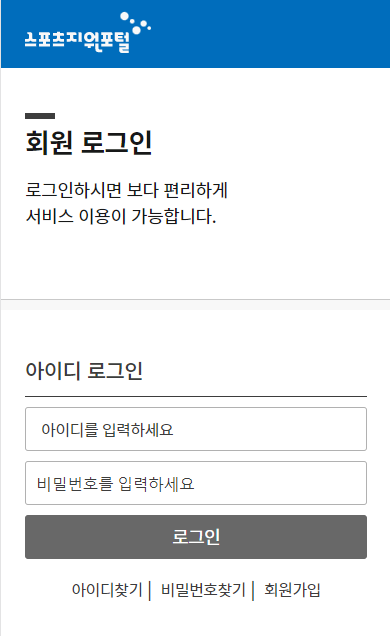 스포츠지원포털
회원 로그인
로그인하시면 보다 편리하게
서비스 이용이 가능합니다.
아이디 로그인
아이디를 입력하세요
비밀번호를 입력하세요
로그인
아이디찾기 | 비밀번호찾기 | 회원가입